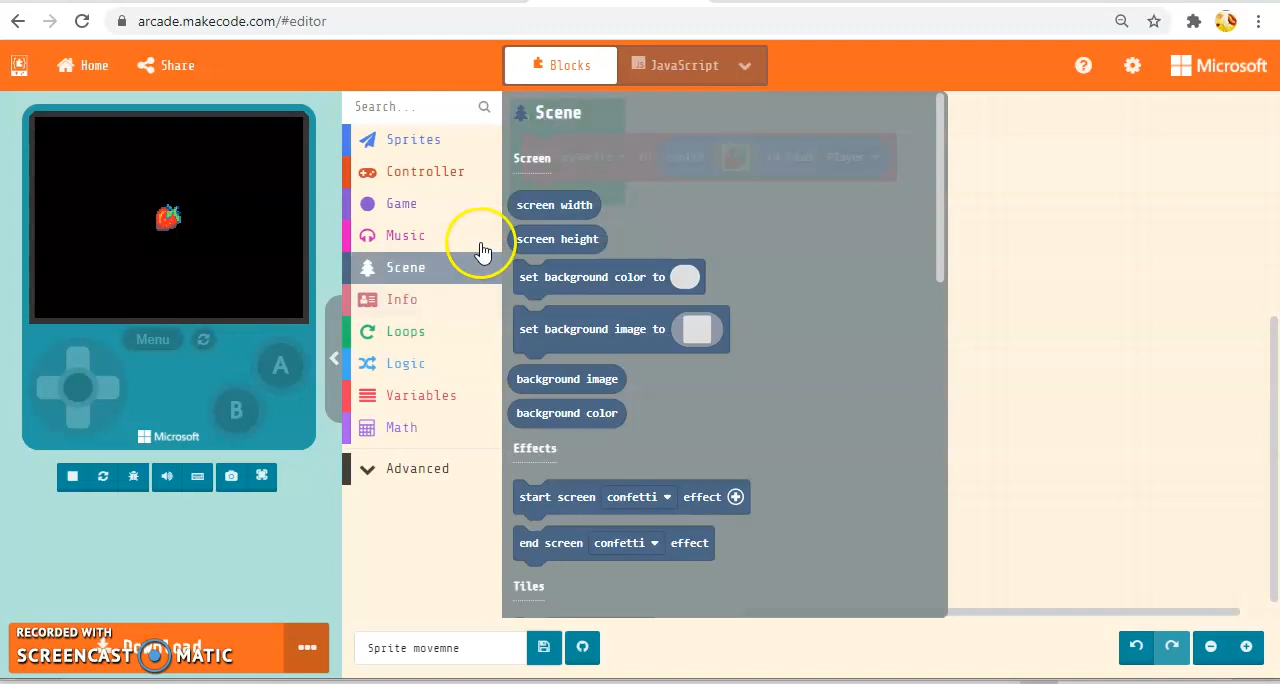 arcade.makecode.com/#editor
Home
Share
Blocks
JavaScript
Microsoft
Search...
Sprites
Controller
Game
Music
Scene
Info
Loops
Logic
Variables
Math
Advanced
Scene
Screen
Player
screen width
screen height
set background color to
set background image to
background image
background color
Effects
start screen confetti effect
end screen confetti effect
Tiles
Menu
A
B
Microsoft
RECORDED WITH
SCREENCAST MATIC
Download
Sprite movemne